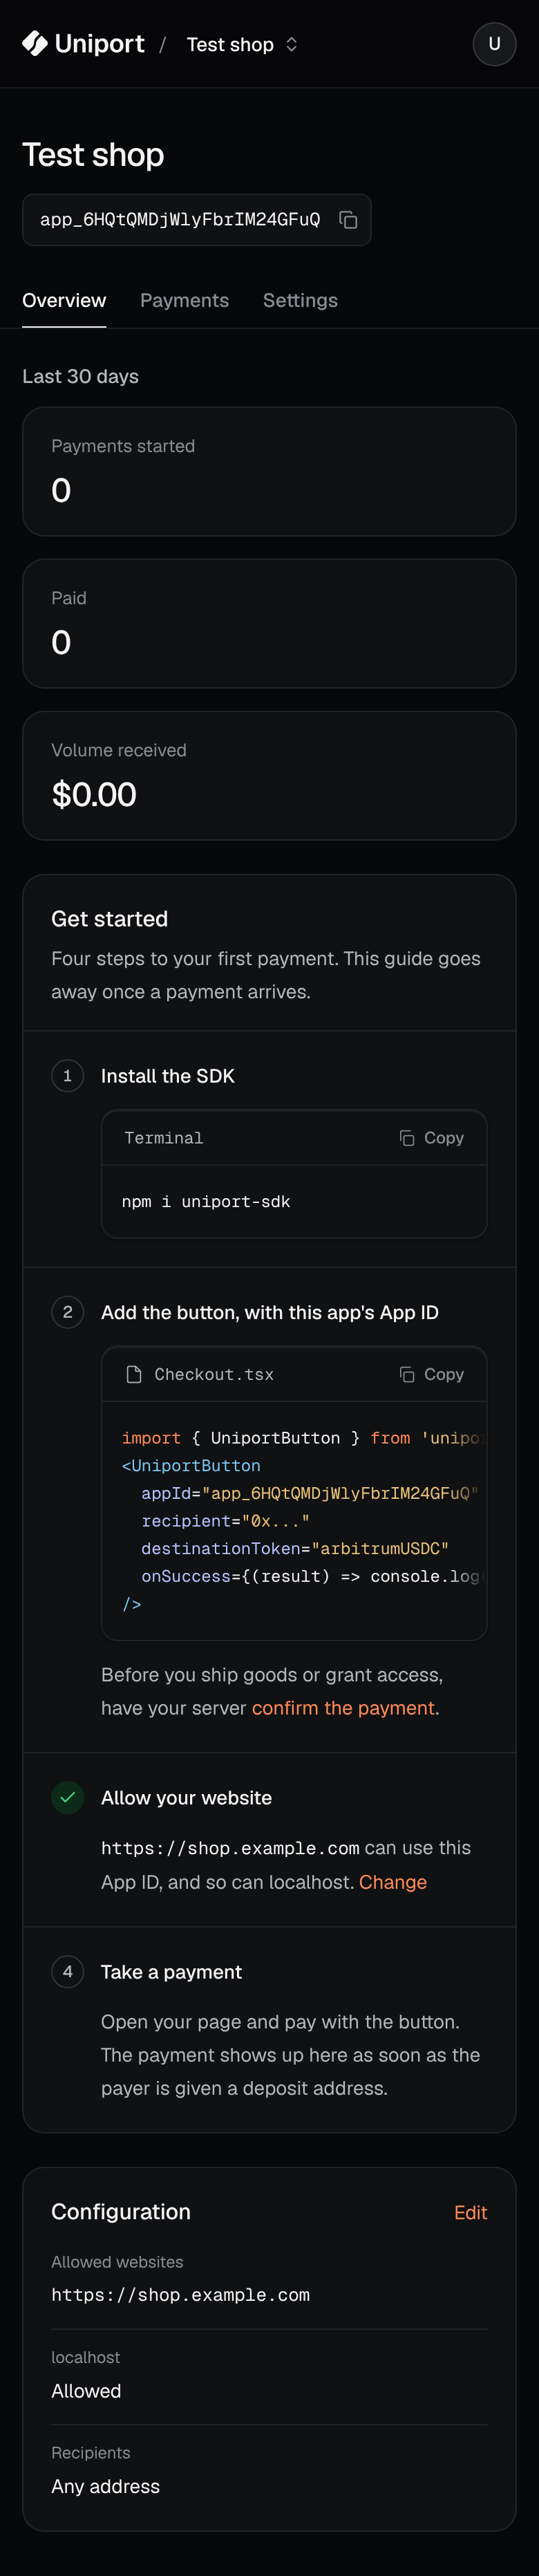 Uniport / Test shop U
Test shop
app_6HQtQMDjWlyFbrIM24GFuQ
Overview Payments Settings
Last 30 days
Payments started
0
Paid
0
Volume received
$0.00
Get started
Four steps to your first payment. This guide goes
away once a payment arrives.
1 Install the SDK
Terminal Copy
npm i uniport-sdk
2 Add the button, with this app's App ID
Checkout.tsx Copy
import { UniportButton } from 'unipo
<UniportButton
appId="app_6HQtQMDjWlyFbrIM24GFuQ"
recipient="0x..."
destinationToken="arbitrumUSDC"
onSuccess={(result) => console.log
/>
Before you ship goods or grant access,
have your server confirm the payment.
Allow your website
https://shop.example.com can use this
App ID, and so can localhost. Change
4 Take a payment
Open your page and pay with the button.
The payment shows up here as soon as the
payer is given a deposit address.
Configuration Edit
Allowed websites
https://shop.example.com
localhost
Allowed
Recipients
Any address